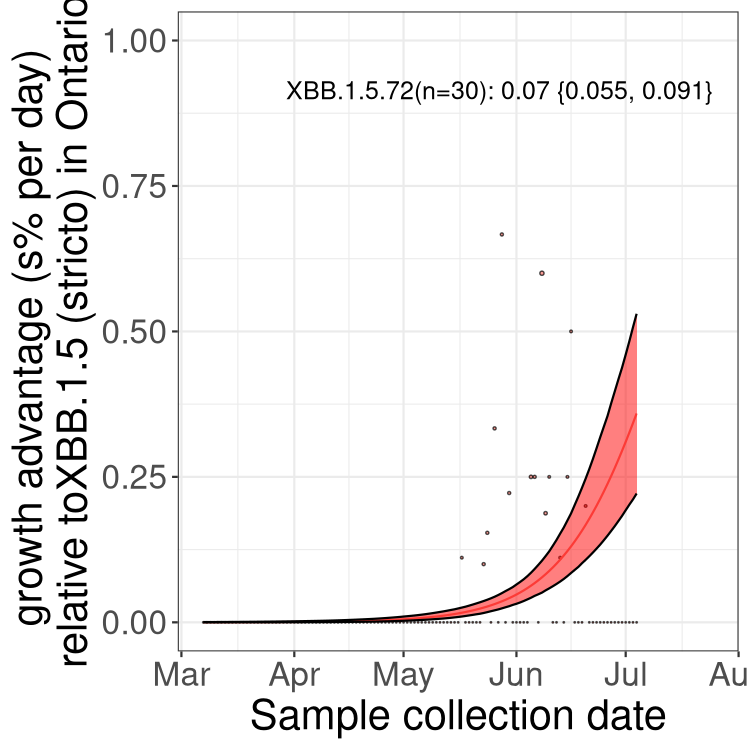 growth advantage (s% per day)
relative toXBB.1.5 (stricto) in Ontario
1.00
0.75
0.50
0.25
0.00
XBB.1.5.72(n=30): 0.07 {0.055, 0.091}
Mar Apr May Jun Jul Au
Sample collection date